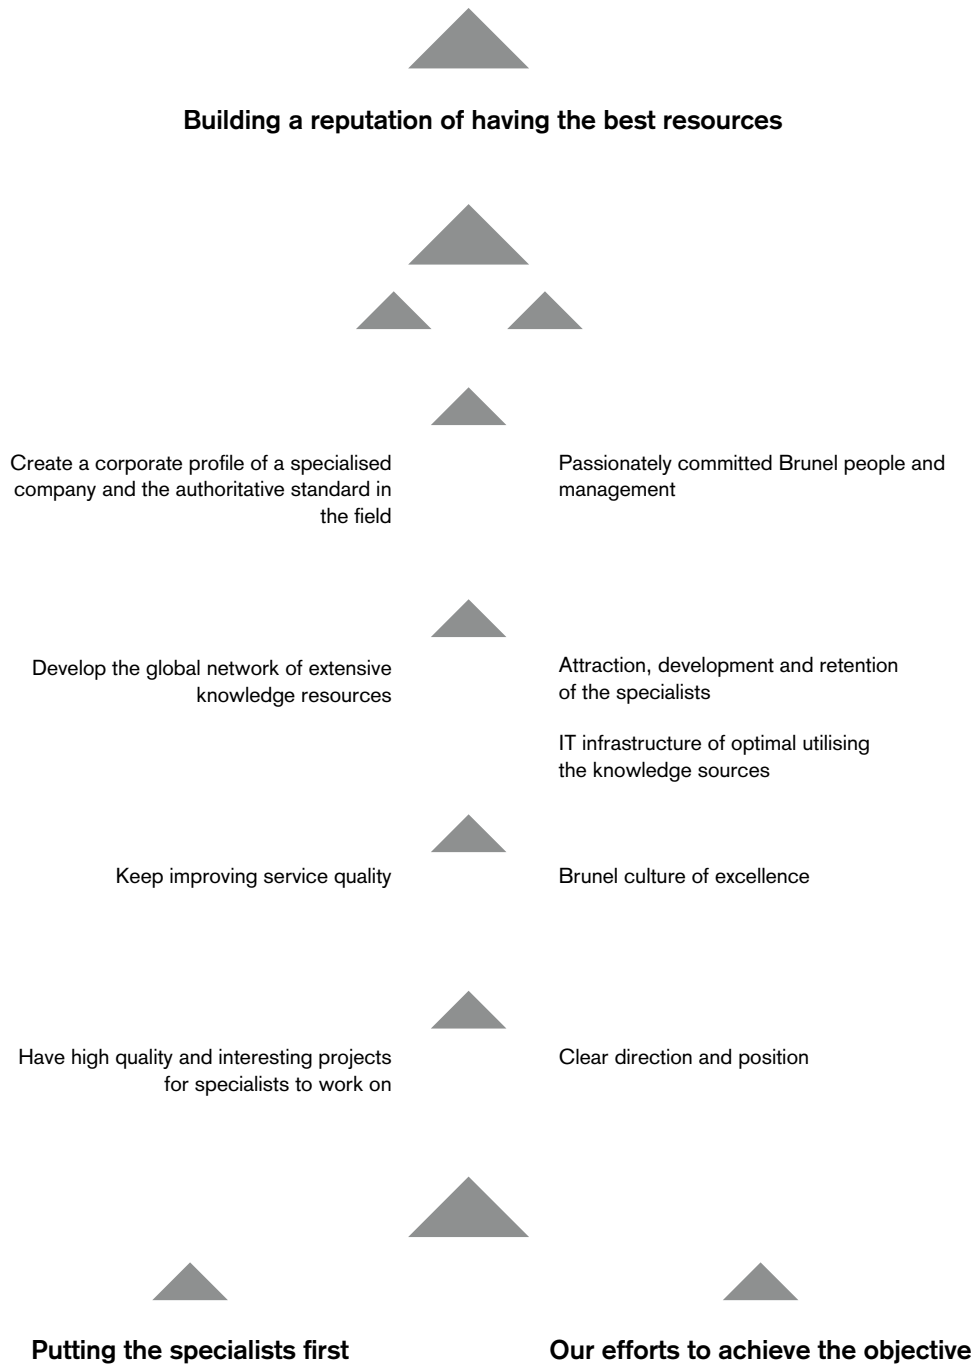 Building a reputation of having the best resources
Create a corporate profile of a specialised
company and the authoritative standard in
the field
Passionately committed Brunel people and
management
Develop the global network of extensive
knowledge resources
Attraction, development and retention
of the specialists
IT infrastructure of optimal utilising
the knowledge sources
Keep improving service quality
Brunel culture of excellence
Have high quality and interesting projects
for specialists to work on
Clear direction and position
Putting the specialists first
Our efforts to achieve the objective